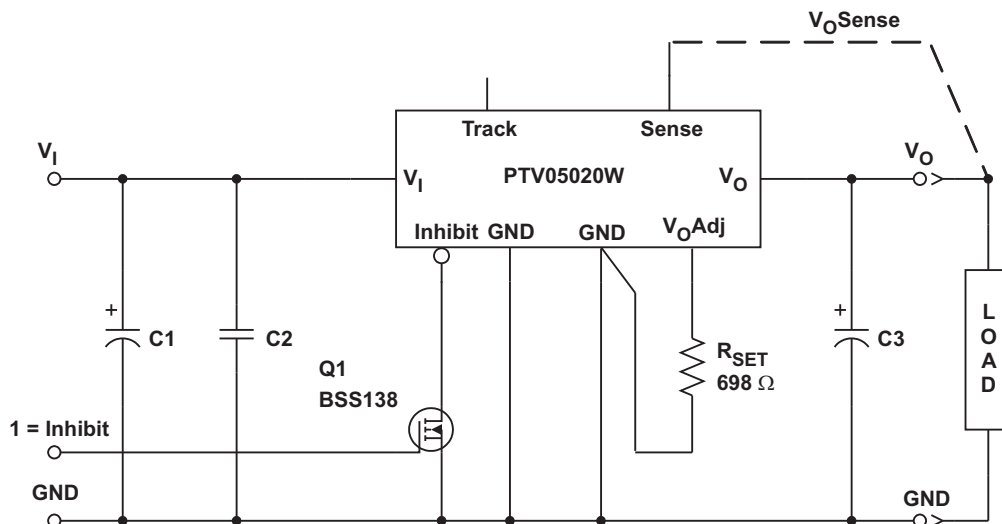 VOSense
Track
Sense
VI
VO
VI
PTV05020W
VO
Inhibit
GND
GND
VOAdj
+
C1
C2
Q1
BSS138
RSET
698 Ω
+
C3
L
O
A
D
1 = Inhibit
GND
GND